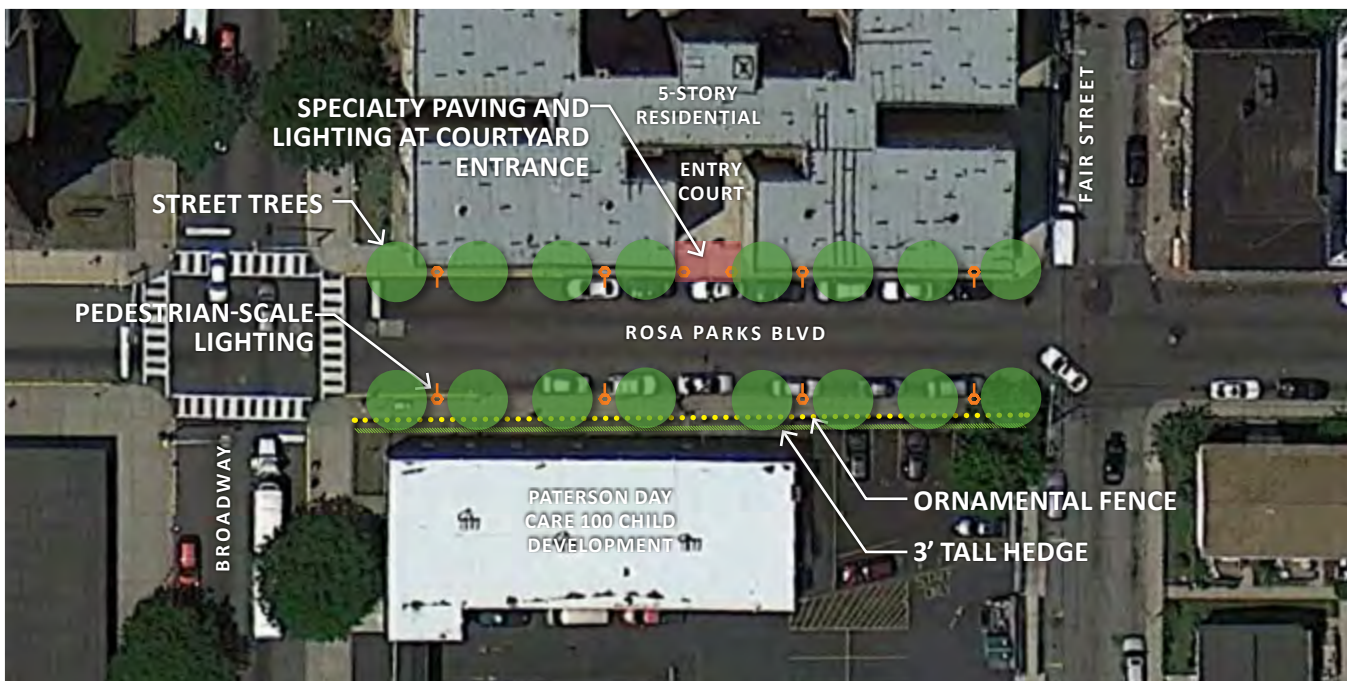 5-STORY
RESIDENTIAL
SPECIALTY PAVING AND
LIGHTING AT COURTYARD
ENTRANCE
ENTRY
COURT
FAIR STREET
STREET TREES
PEDESTRIAN-SCALE
LIGHTING
ROSA PARKS BLVD
BROADWAY
PATERSON DAY
CARE 100 CHILD
DEVELOPMENT
ORNAMENTAL FENCE
3' TALL HEDGE